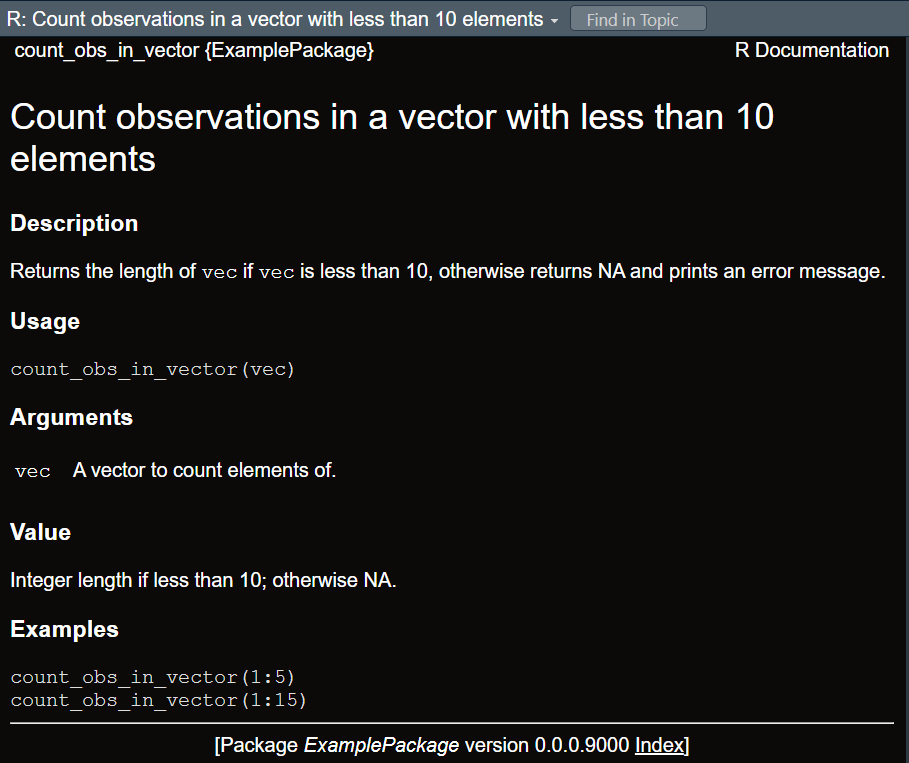 R: Count observations in a vector with less than 10 elements Find in Topic
count_obs_in_vector {ExamplePackage} R Documentation
Count observations in a vector with less than 10
elements
Description
Returns the length of vec if vec is less than 10, otherwise returns NA and prints an error message.
Usage
count_obs_in_vector(vec)
Arguments
vec A vector to count elements of.
Value
Integer length if less than 10; otherwise NA.
Examples
count_obs_in_vector(1:5)
count_obs_in_vector(1:15)
[Package ExamplePackage version 0.0.0.9000 Index]